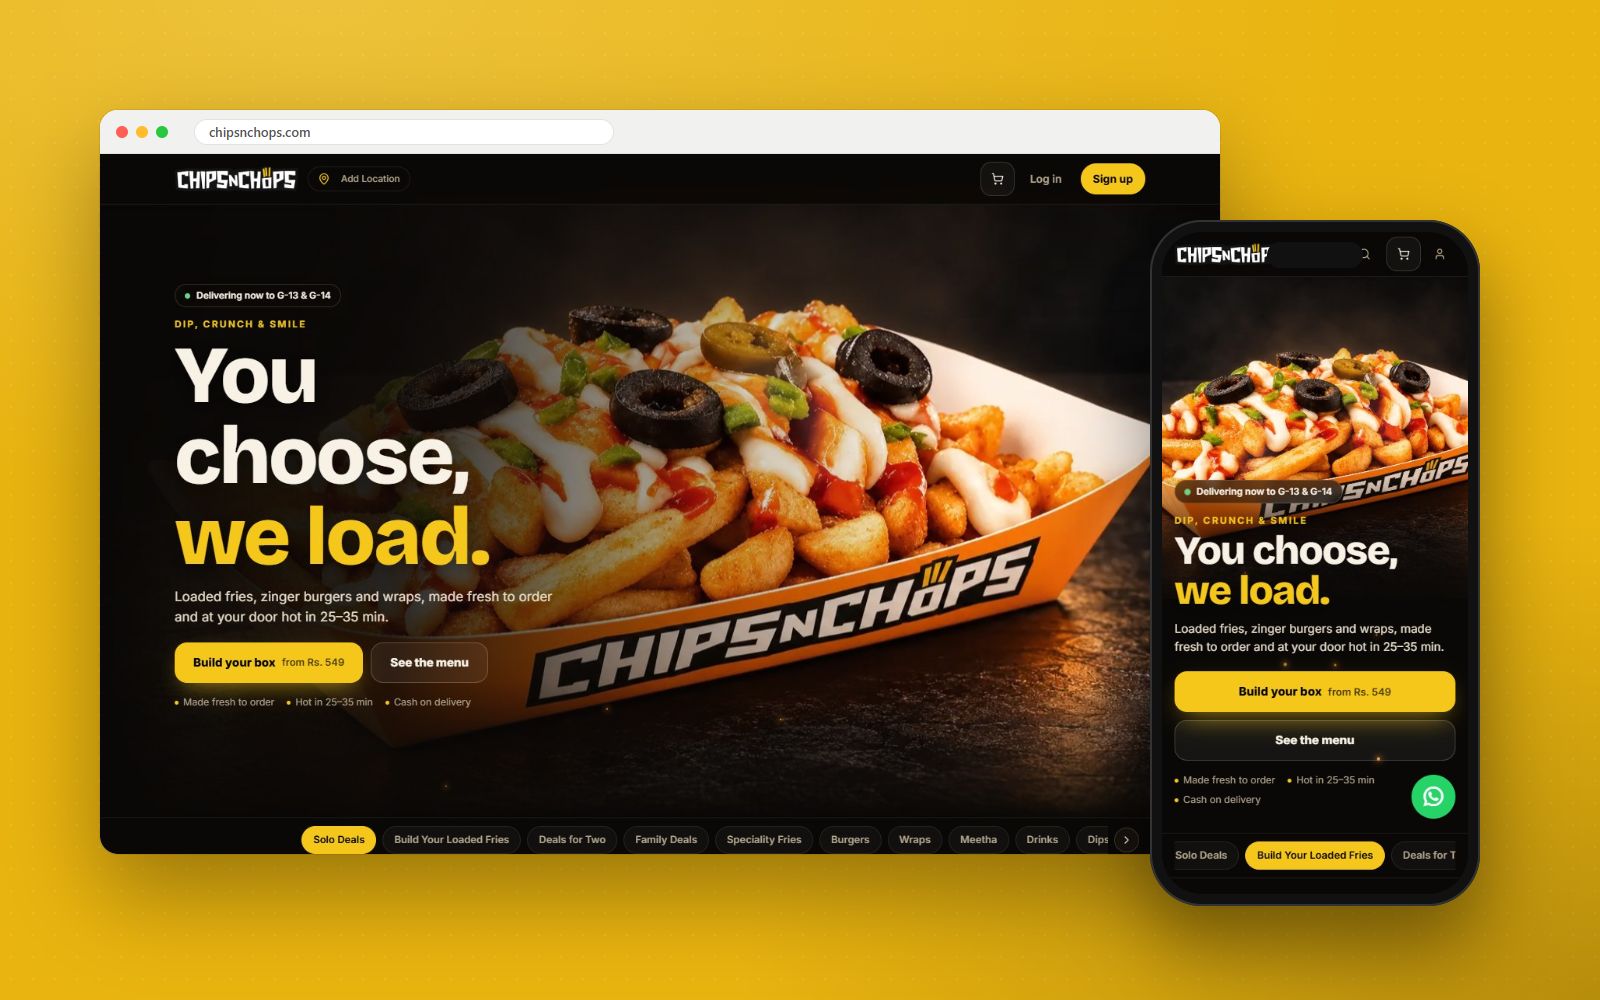 chipsnchops.com
CHIPSNCHOPS
Add Location
Log in
Sign up
Delivering now to G-13 & G-14
DIP, CRUNCH & SMILE
You
choose,
we load.
Loaded fries, zinger burgers and wraps, made fresh to order
and at your door hot in 25–35 min.
Build your box from Rs. 549
See the menu
Made fresh to order
Hot in 25–35 min
Cash on delivery
CHIPSNCHOPS
Solo Deals
Build Your Loaded Fries
Deals for Two
Family Deals
Speciality Fries
Burgers
Wraps
Meetha
Drinks
Dips
CHIPSNCHOP
SNCHOPS
Delivering now to G-13 & G-14
DIP, CRUNCH & SMILE
You choose,
we load.
Loaded fries, zinger burgers and wraps, made
fresh to order and at your door hot in 25–35 min.
Build your box from Rs. 549
See the menu
Made fresh to order
Hot in 25–35 min
Cash on delivery
Solo Deals
Build Your Loaded Fries
Deals for T